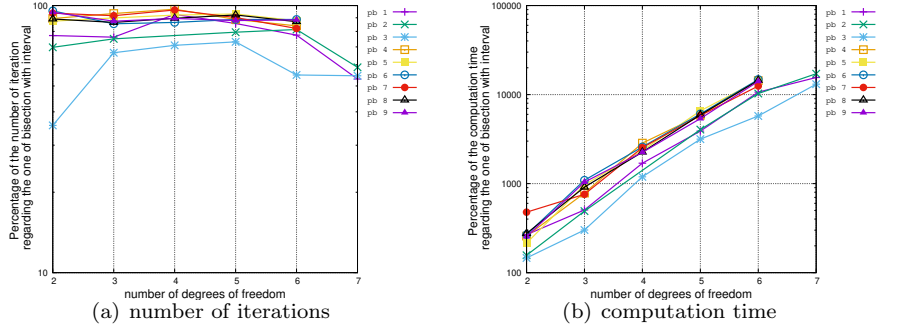 Percentage of the number of iteration
regarding the one of bisection with interval
100
10
2 3 4 5 6 7
number of degrees of freedom
pb 1
pb 2
pb 3
pb 4
pb 5
pb 6
pb 7
pb 8
pb 9
(a) number of iterations
Percentage of the computation time
regarding the one of bisection with interval
100000
10000
1000
100
2 3 4 5 6 7
number of degrees of freedom
pb 1
pb 2
pb 3
pb 4
pb 5
pb 6
pb 7
pb 8
pb 9
(b) computation time